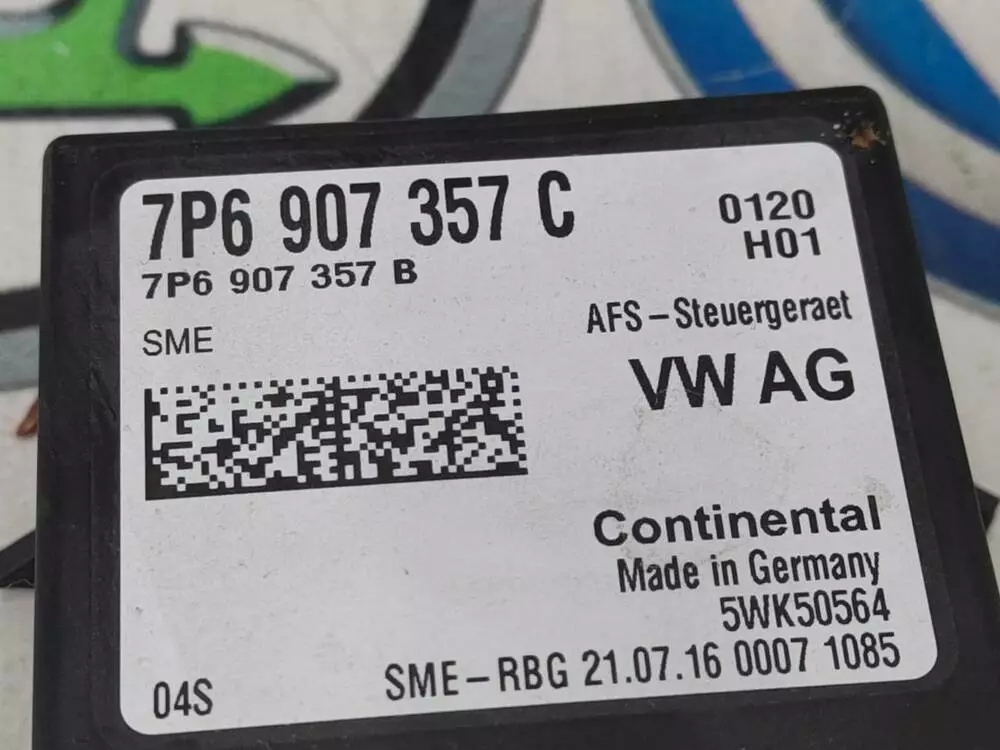 7P6 907 357 C
0120
7P6 907 357 B
H01
SME
AFS-Steuergeraet
VW AG
Continental
Made in Germany
5WK50564
04S
SME-RBG 21.07.16 0007 1085